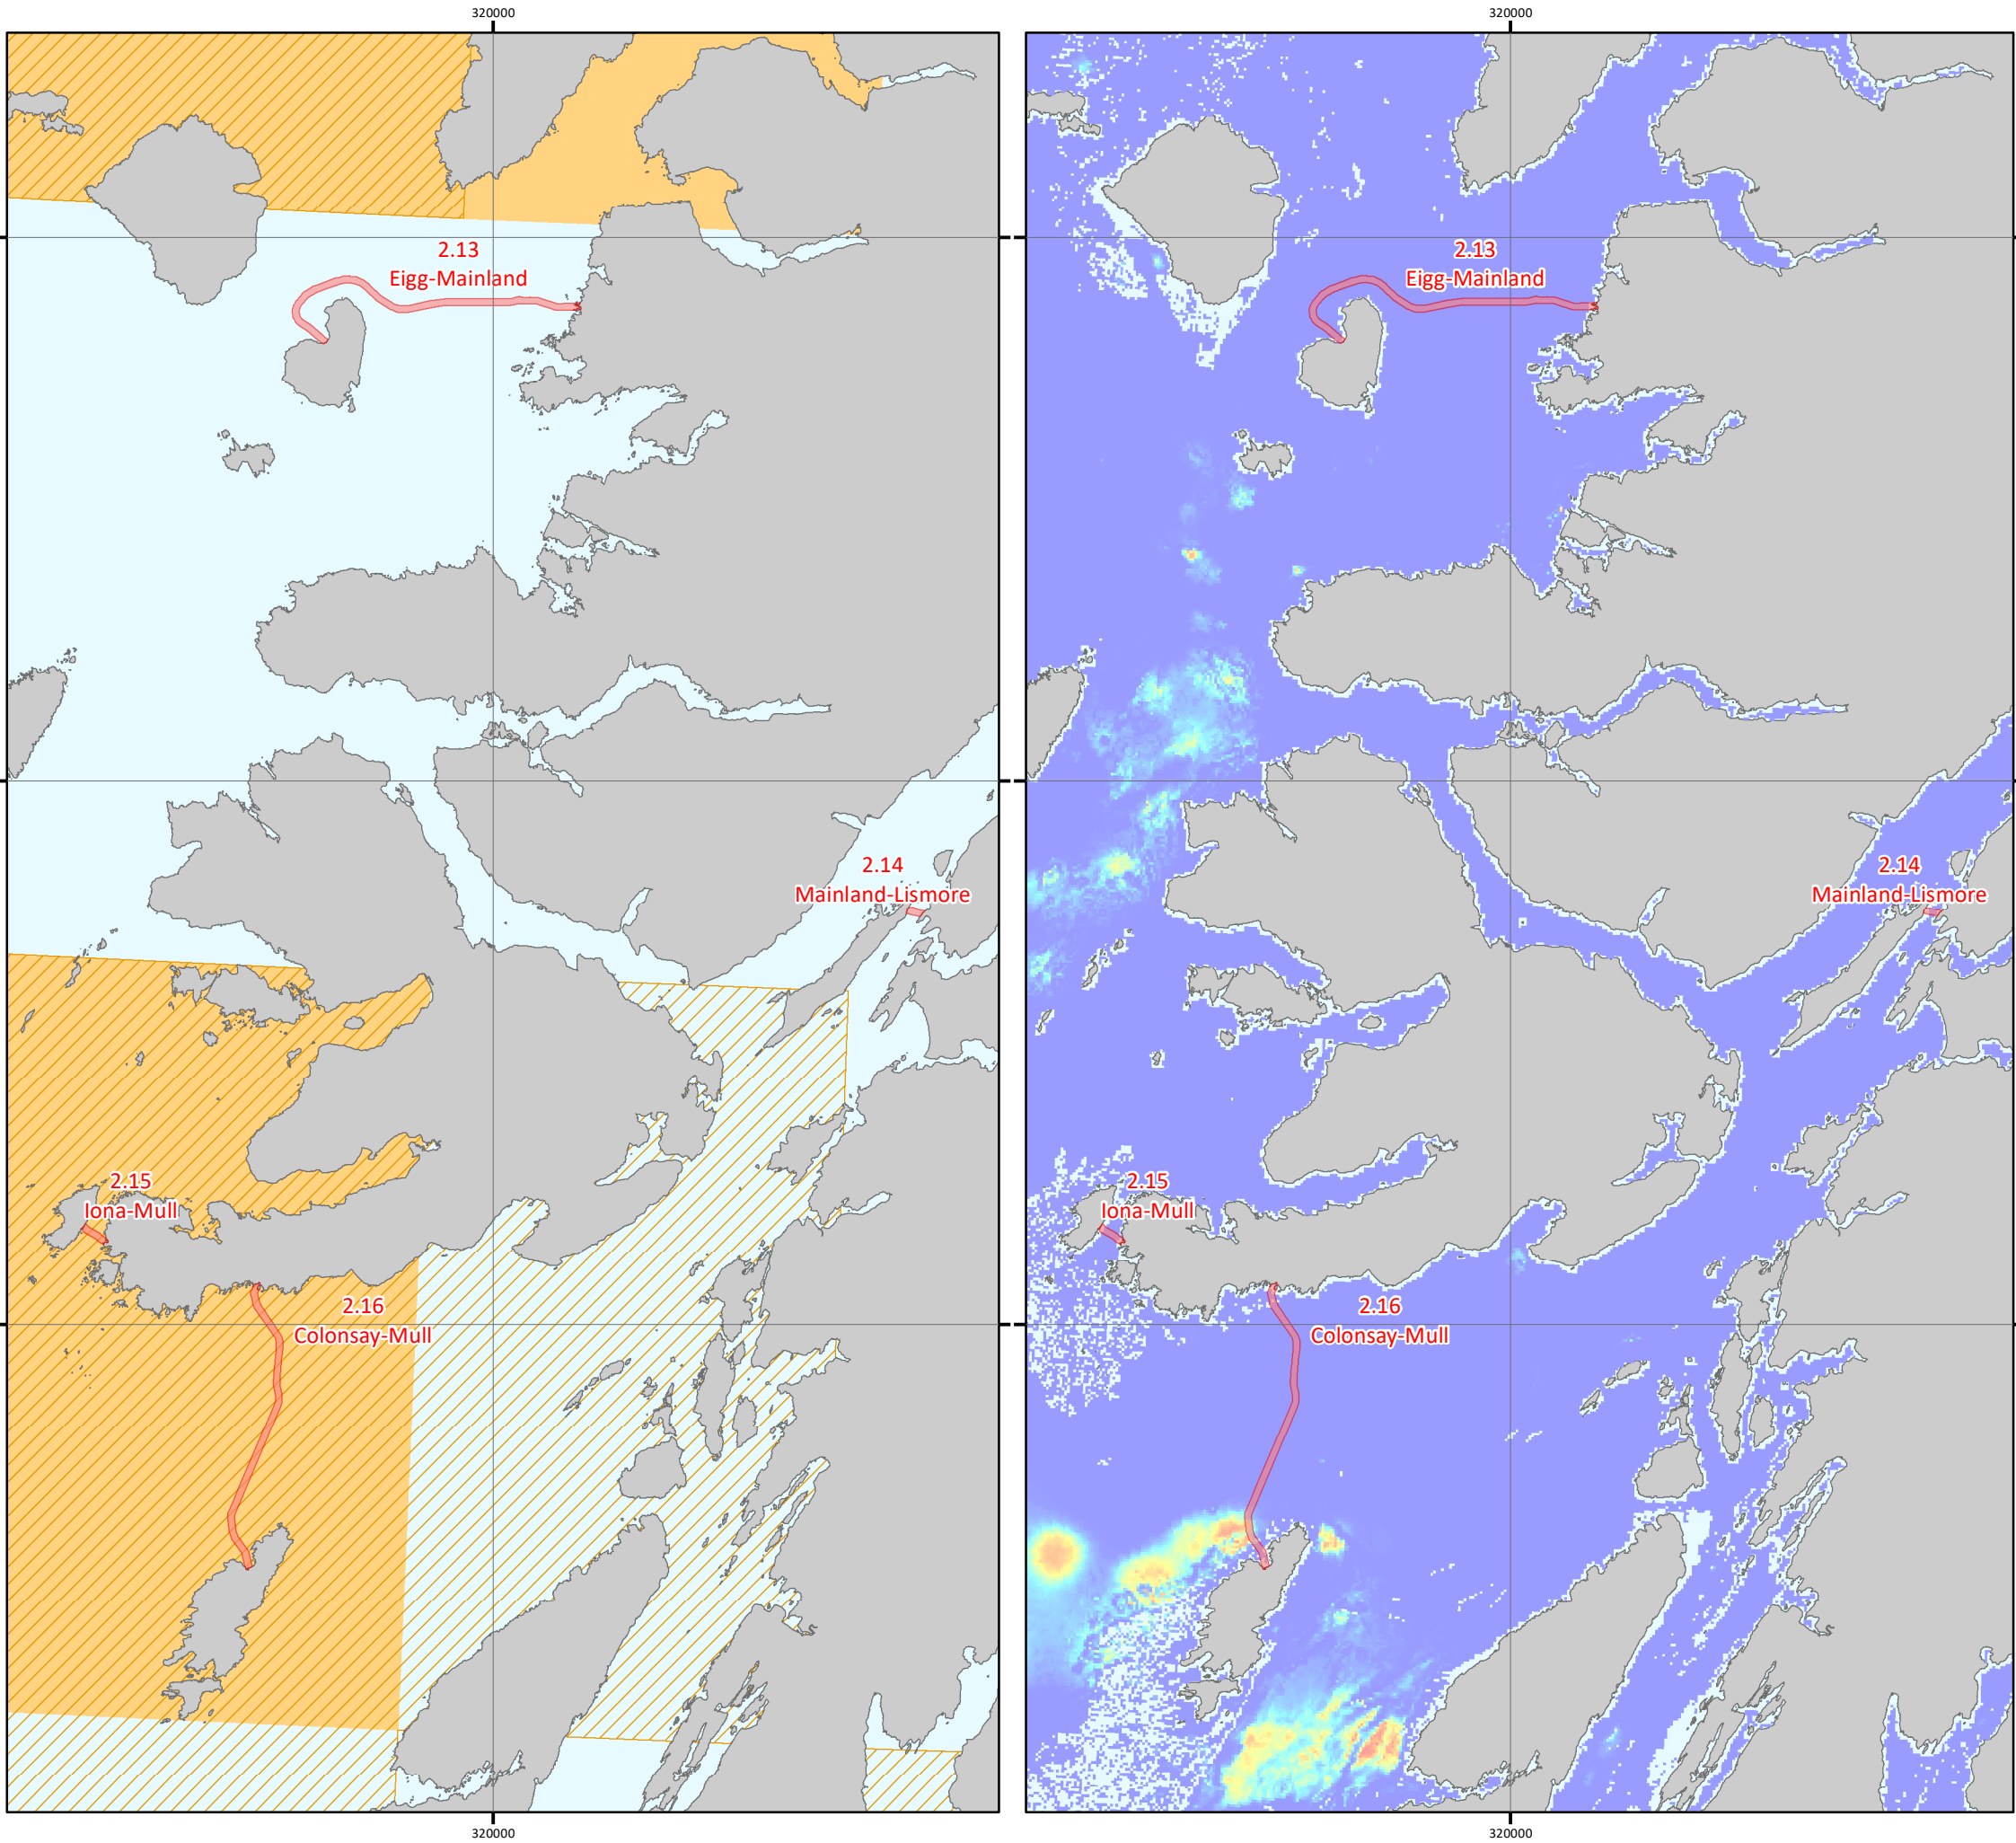 320000
320000
2.13
Eigg-Mainland
2.14
Mainland-Lismore
2.15
Iona-Mull
2.16
Colonsay-Mull
2.13
Eigg-Mainland
2.14
Mainland-Lismore
2.15
Iona-Mull
2.16
Colonsay-Mull
320000
320000